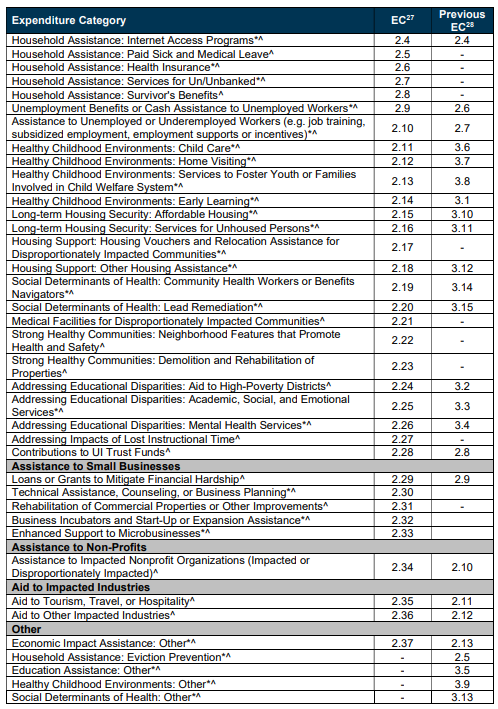 Expenditure Category EC27 Previous
EC28
Household Assistance: Internet Access Programs*^ 2.4 2.4
Household Assistance: Paid Sick and Medical Leave^ 2.5 -
Household Assistance: Health Insurance*^ 2.6 -
Household Assistance: Services for Un/Unbanked*^ 2.7 -
Household Assistance: Survivor's Benefits^ 2.8 -
Unemployment Benefits or Cash Assistance to Unemployed Workers*^ 2.9 2.6
Assistance to Unemployed or Underemployed Workers (e.g. job training,
subsidized employment, employment supports or incentives)*^ 2.10 2.7
Healthy Childhood Environments: Child Care*^ 2.11 3.6
Healthy Childhood Environments: Home Visiting*^ 2.12 3.7
Healthy Childhood Environments: Services to Foster Youth or Families
Involved in Child Welfare System*^ 2.13 3.8
Healthy Childhood Environments: Early Learning*^ 2.14 3.1
Long-term Housing Security: Affordable Housing*^ 2.15 3.10
Long-term Housing Security: Services for Unhoused Persons*^ 2.16 3.11
Housing Support: Housing Vouchers and Relocation Assistance for
Disproportionately Impacted Communities*^ 2.17 -
Housing Support: Other Housing Assistance*^ 2.18 3.12
Social Determinants of Health: Community Health Workers or Benefits
Navigators*^ 2.19 3.14
Social Determinants of Health: Lead Remediation*^ 2.20 3.15
Medical Facilities for Disproportionately Impacted Communities^ 2.21 -
Strong Healthy Communities: Neighborhood Features that Promote
Health and Safety^ 2.22 -
Strong Healthy Communities: Demolition and Rehabilitation of
Properties^ 2.23 -
Addressing Educational Disparities: Aid to High-Poverty Districts^ 2.24 3.2
Addressing Educational Disparities: Academic, Social, and Emotional
Services*^ 2.25 3.3
Addressing Educational Disparities: Mental Health Services*^ 2.26 3.4
Addressing Impacts of Lost Instructional Time^ 2.27 -
Contributions to UI Trust Funds^ 2.28 2.8
Assistance to Small Businesses
Loans or Grants to Mitigate Financial Hardship^ 2.29 2.9
Technical Assistance, Counseling, or Business Planning*^ 2.30
Rehabilitation of Commercial Properties or Other Improvements^ 2.31 -
Business Incubators and Start-Up or Expansion Assistance*^ 2.32
Enhanced Support to Microbusinesses*^ 2.33
Assistance to Non-Profits
Assistance to Impacted Nonprofit Organizations (Impacted or
Disproportionately Impacted)^ 2.34 2.10
Aid to Impacted Industries
Aid to Tourism, Travel, or Hospitality^ 2.35 2.11
Aid to Other Impacted Industries^ 2.36 2.12
Other
Economic Impact Assistance: Other*^ 2.37 2.13
Household Assistance: Eviction Prevention*^ - 2.5
Education Assistance: Other*^ - 3.5
Healthy Childhood Environments: Other*^ - 3.9
Social Determinants of Health: Other*^ - 3.13